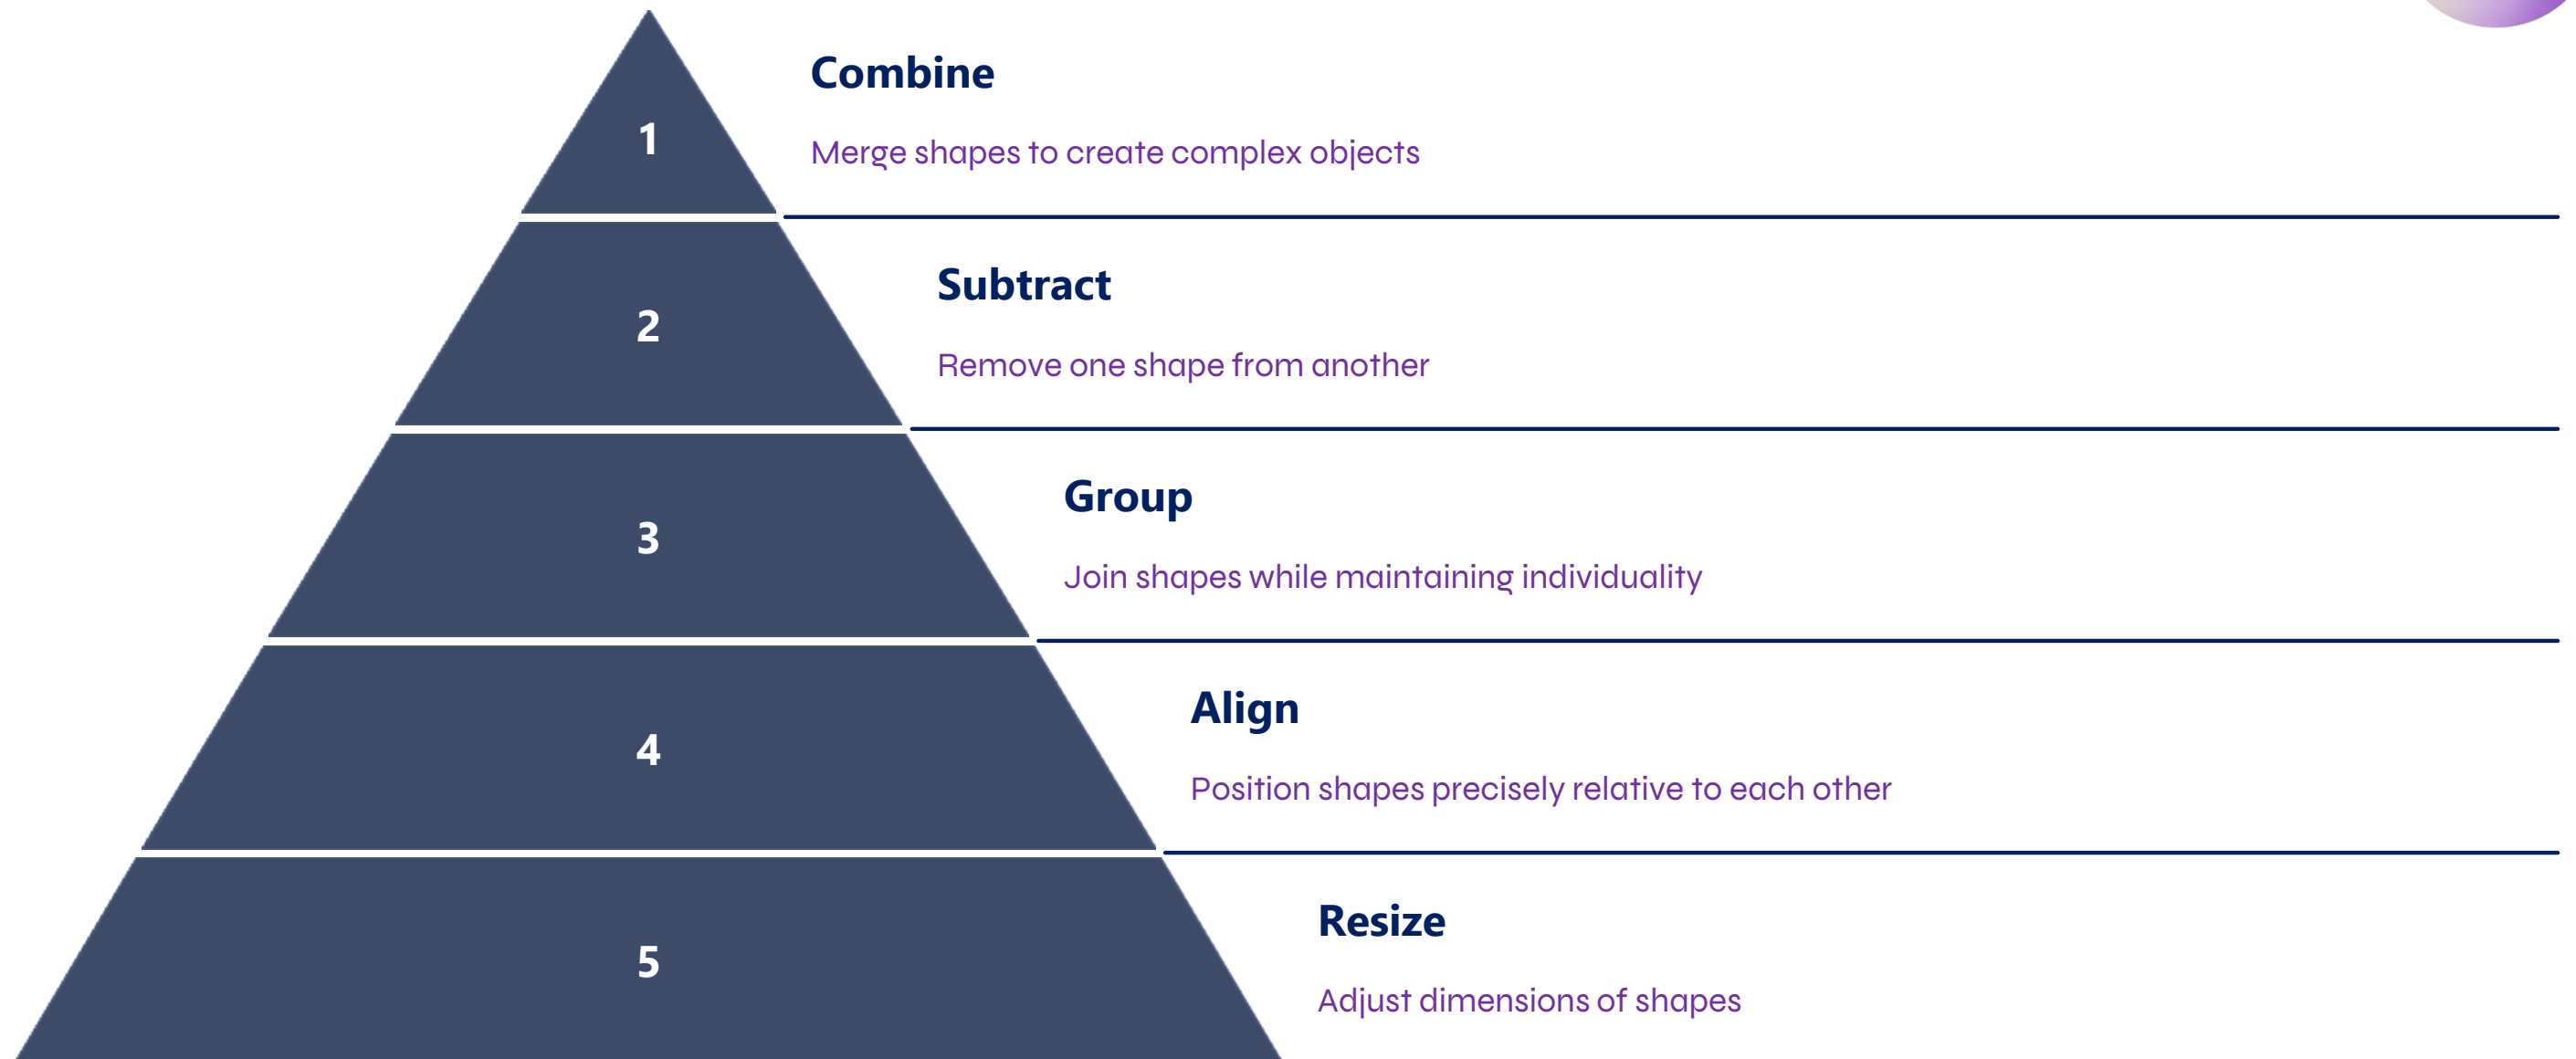 1
Combine
Merge shapes to create complex objects
2
Subtract
Remove one shape from another
3
Group
Join shapes while maintaining individuality
4
Align
Position shapes precisely relative to each other
5
Resize
Adjust dimensions of shapes